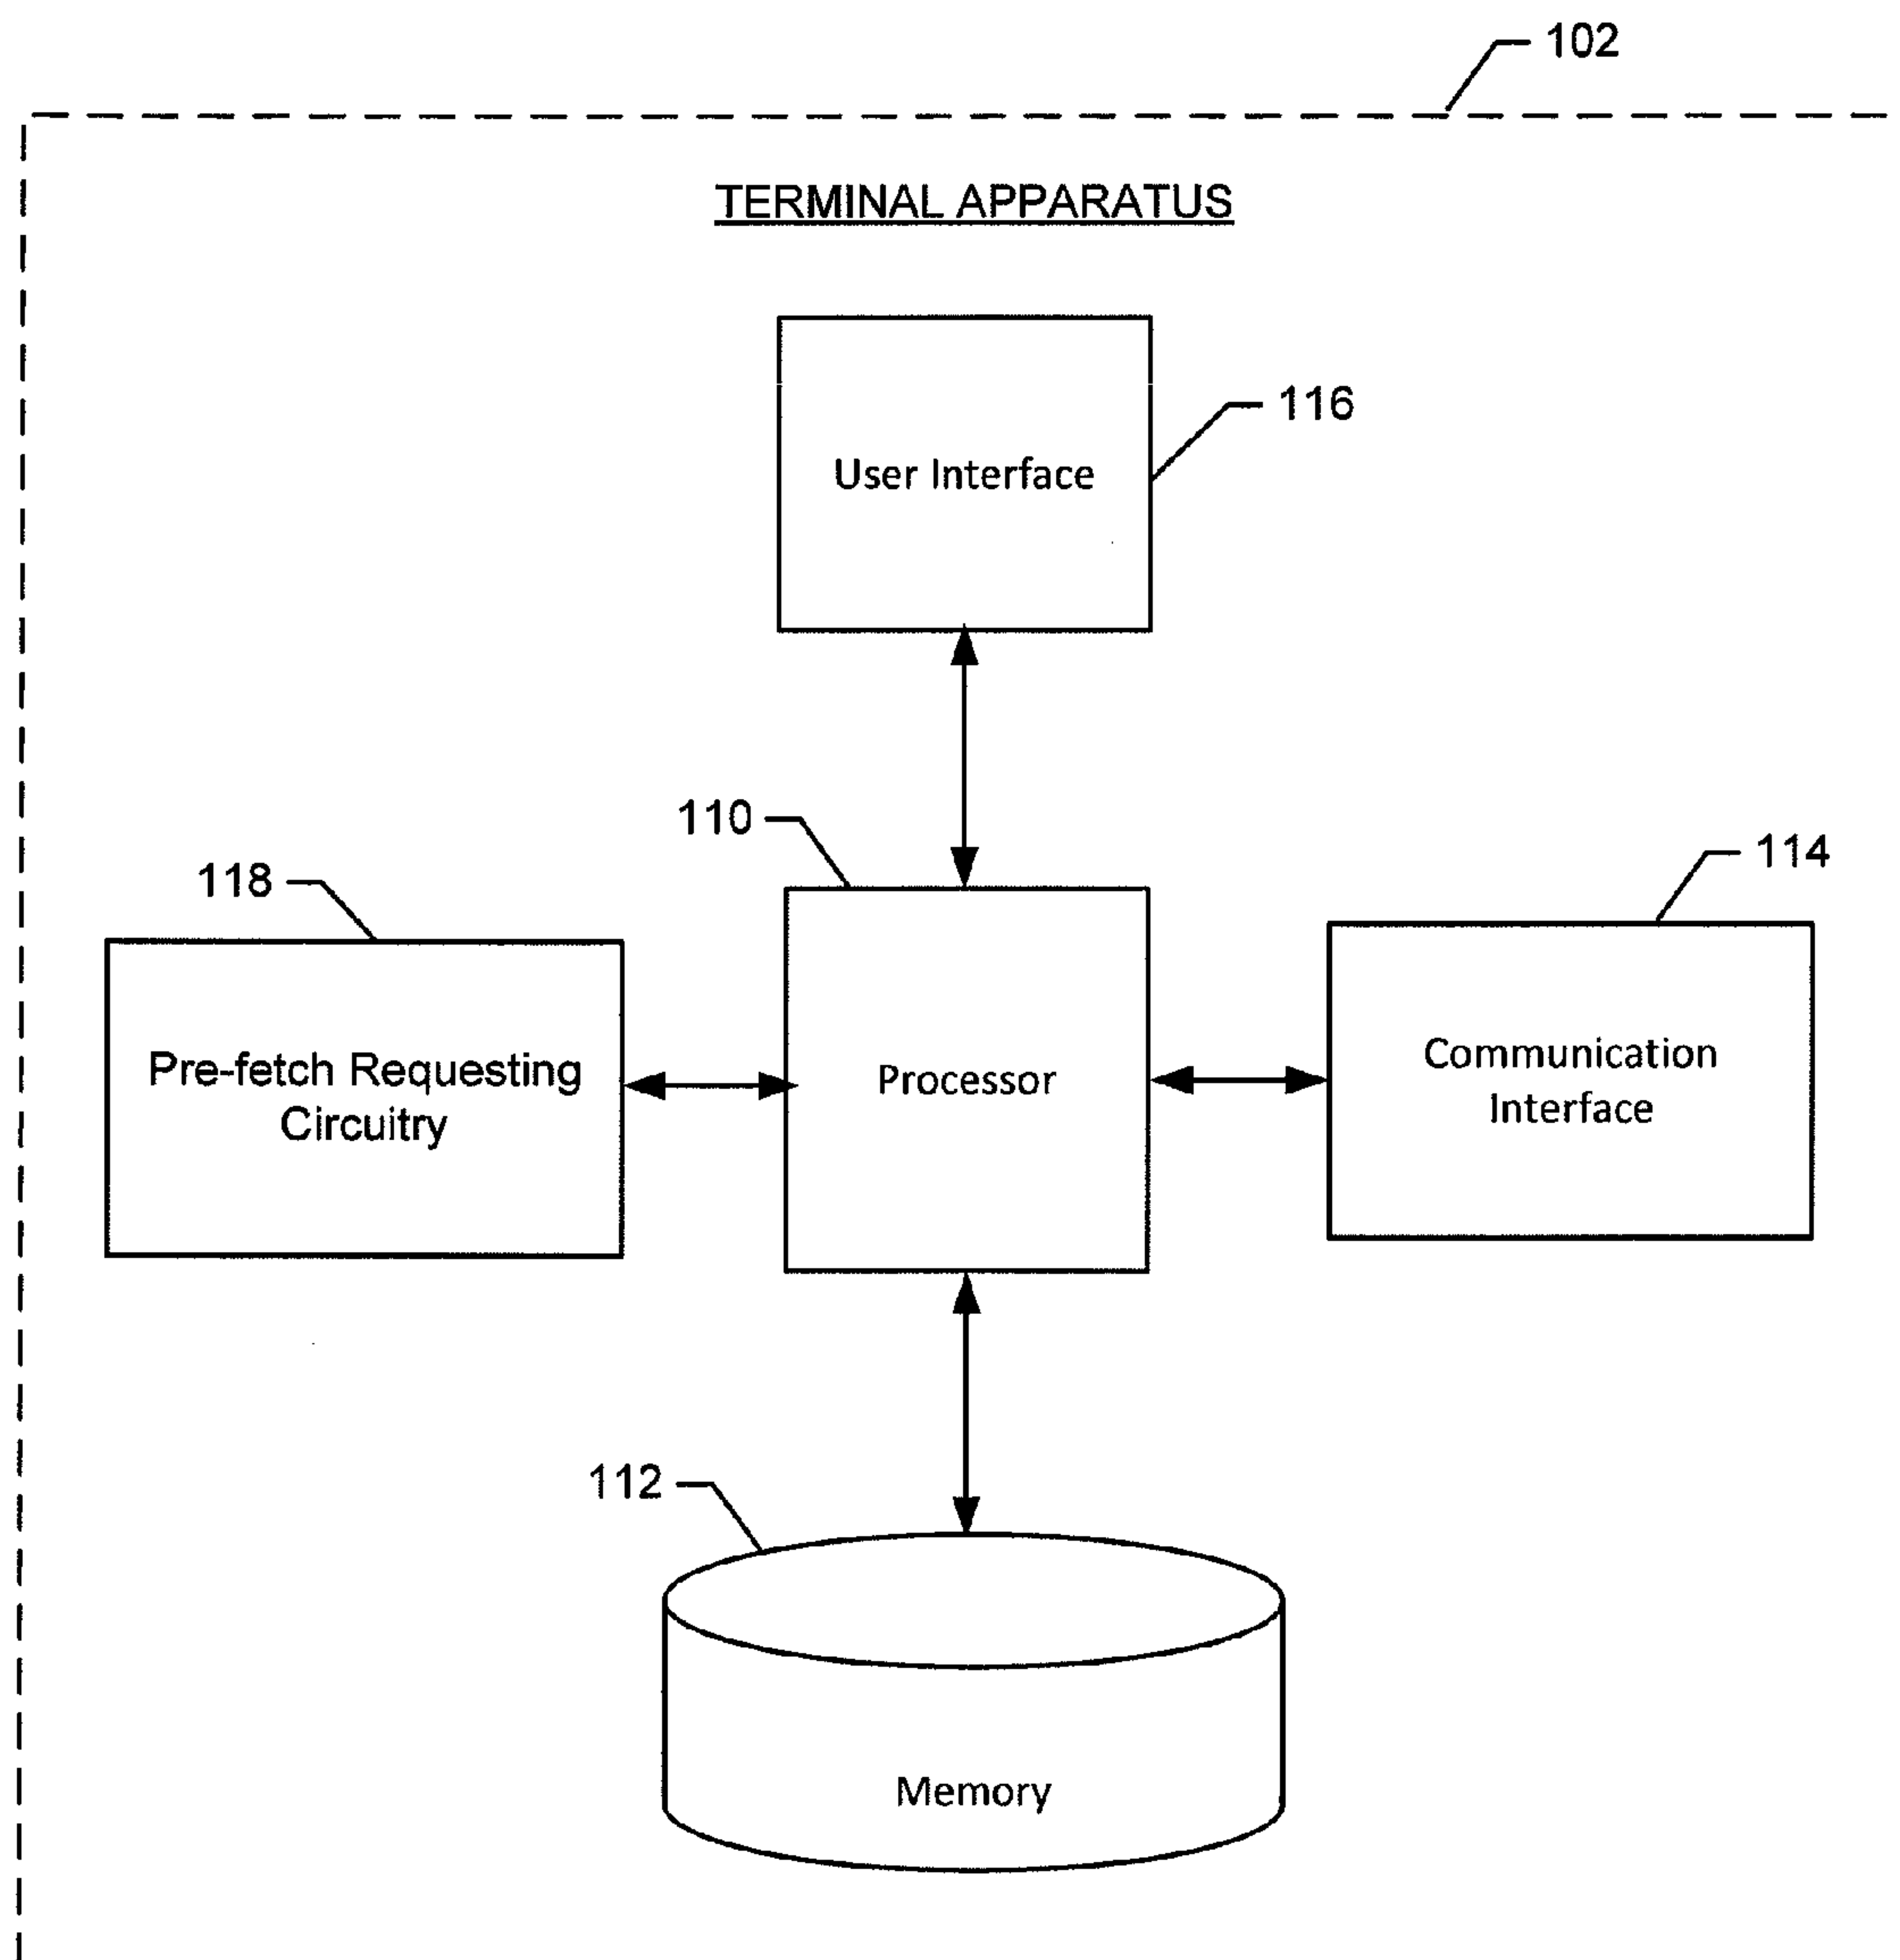 102
TERMINAL APPARATUS
116
User Interface
110
114
118
Pre-fetch Requesting
Circuitry
Processor
Communication
Interface
112
Memory